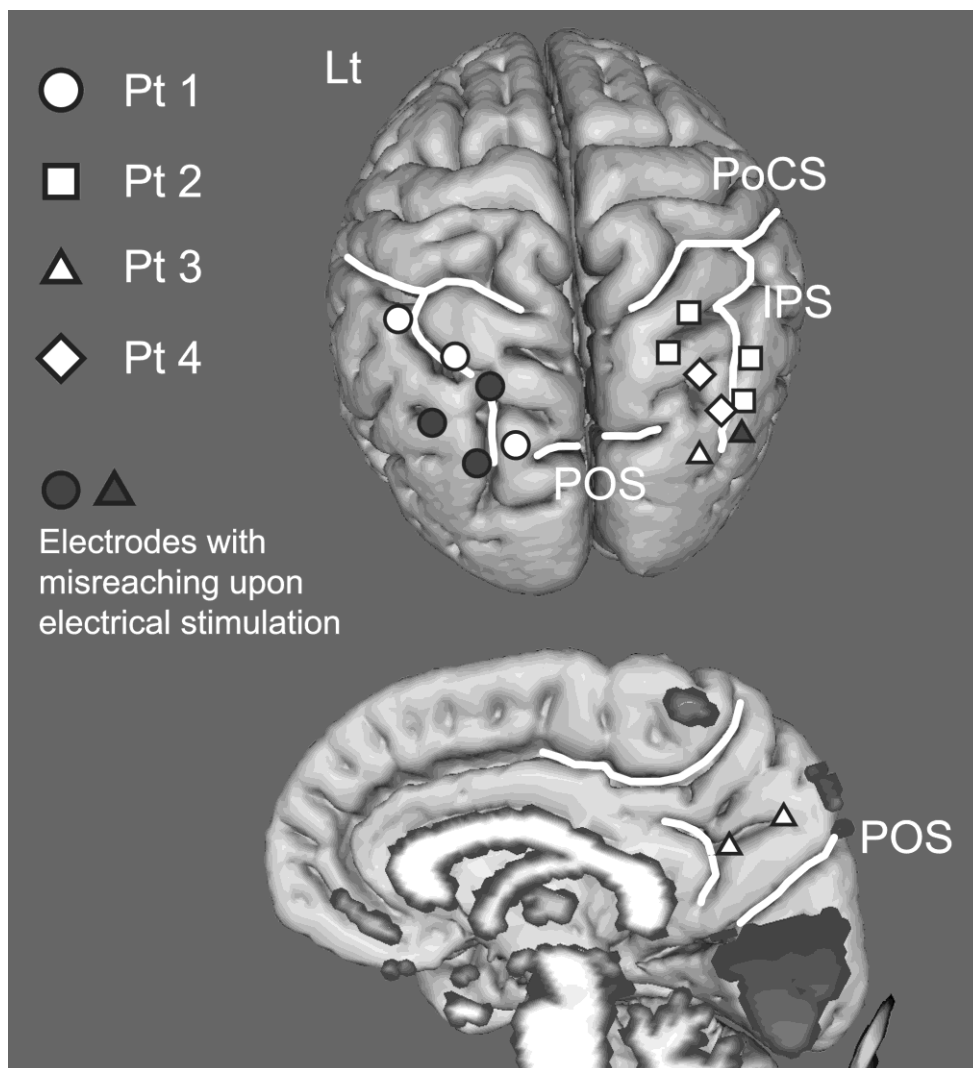 Lt
Pt 1
Pt 2
Pt 3
Pt 4
PoCS
IPS
POS
Electrodes with
misreaching upon
electrical stimulation
POS